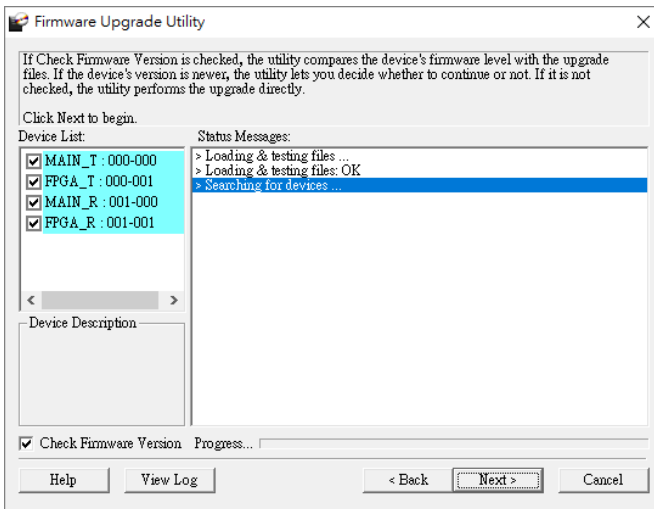 Firmware Upgrade Utility
If Check Firmware Version is checked, the utility compares the device's firmware level with the upgrade
files. If the device's version is newer, the utility lets you decide whether to continue or not. If it is not
checked, the utility performs the upgrade directly.
Click Next to begin.
Device List:
MAIN_T : 000-000
FPGA_T : 000-001
MAIN_R : 001-000
FPGA_R : 001-001
Status Messages:
> Loading & testing files ...
> Loading & testing files: OK
> Searching for devices ...
Device Description
Check Firmware Version Progress...
Help View Log < Back Next > Cancel